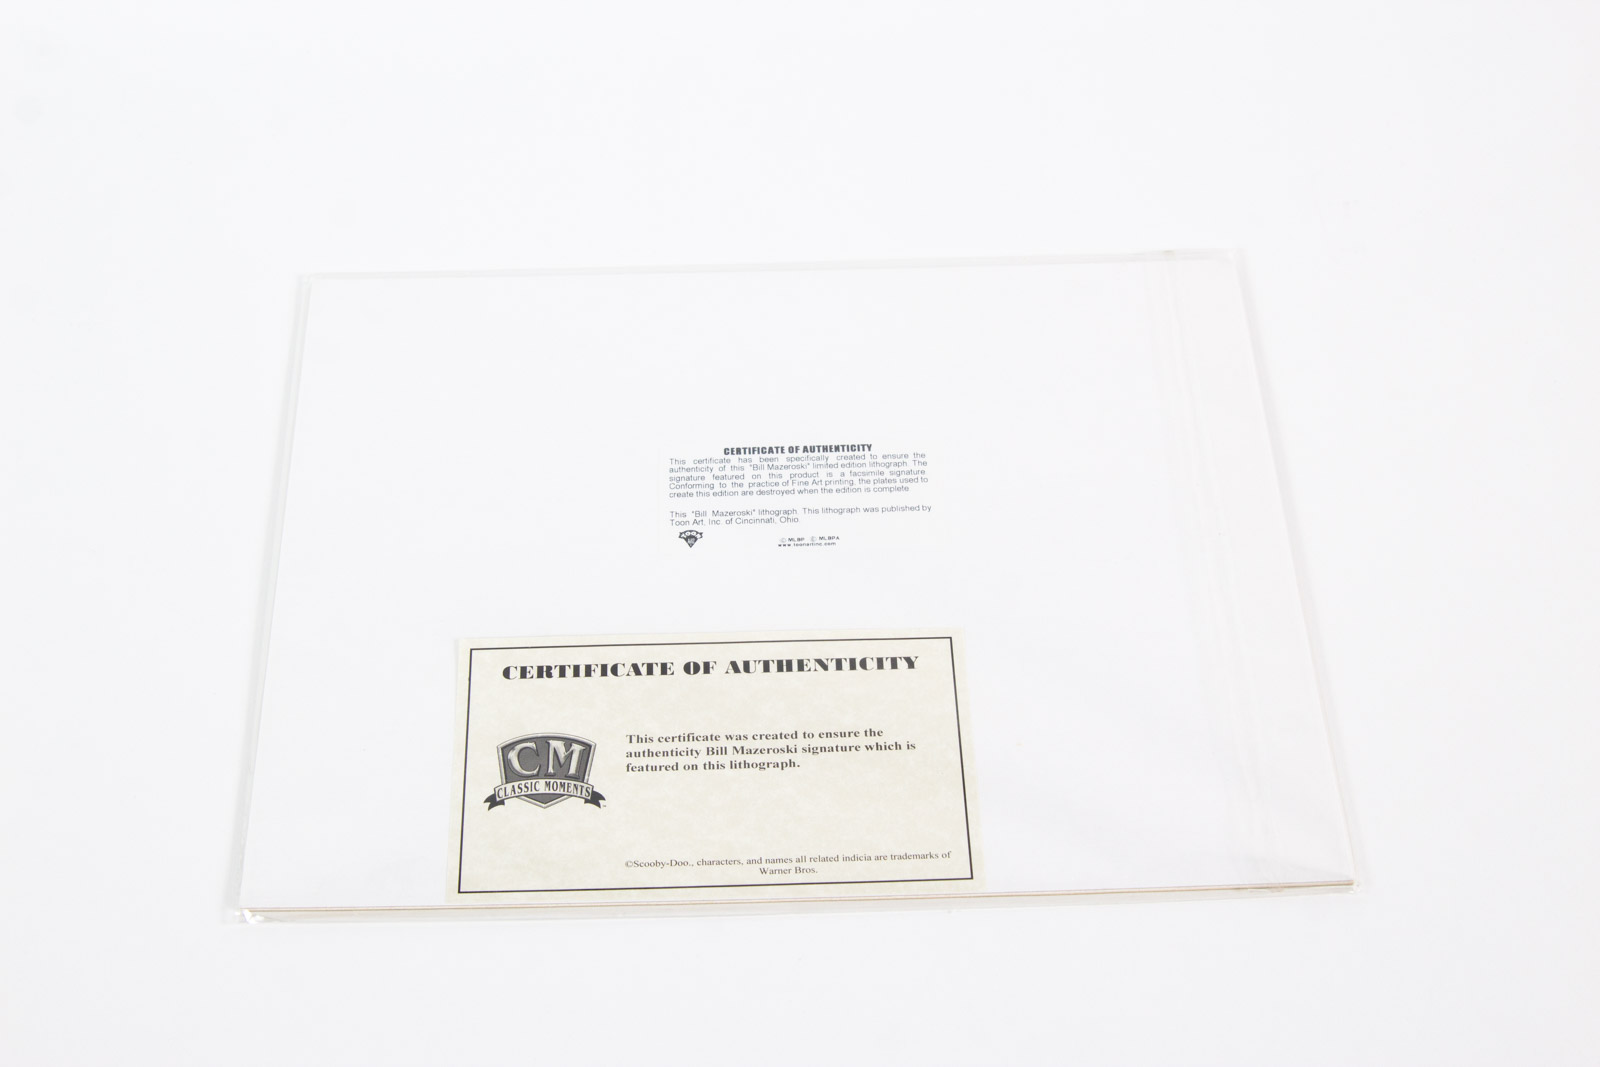 CERTIFICATE OF AUTHENTICITY
This certificate has been specifically created to ensure the
authenticity of this "Bill Mazeroski" limited edition lithograph. The
signature featured on this product is a facsimile signature.
Conforming to the practice of Fine Art printing, the plates used to
create this edition are destroyed when the edition is complete.
This "Bill Mazeroski" lithograph. This lithograph was published by
Toon Art, Inc. of Cincinnati, Ohio.
© MLBP © MLBPA
www.toonartinc.com
CERTIFICATE OF AUTHENTICITY
CM
CLASSIC MOMENTS
This certificate was created to ensure the
authenticity Bill Mazeroski signature which is
featured on this lithograph.
©Scooby-Doo., characters, and names all related indicia are trademarks of
Warner Bros.